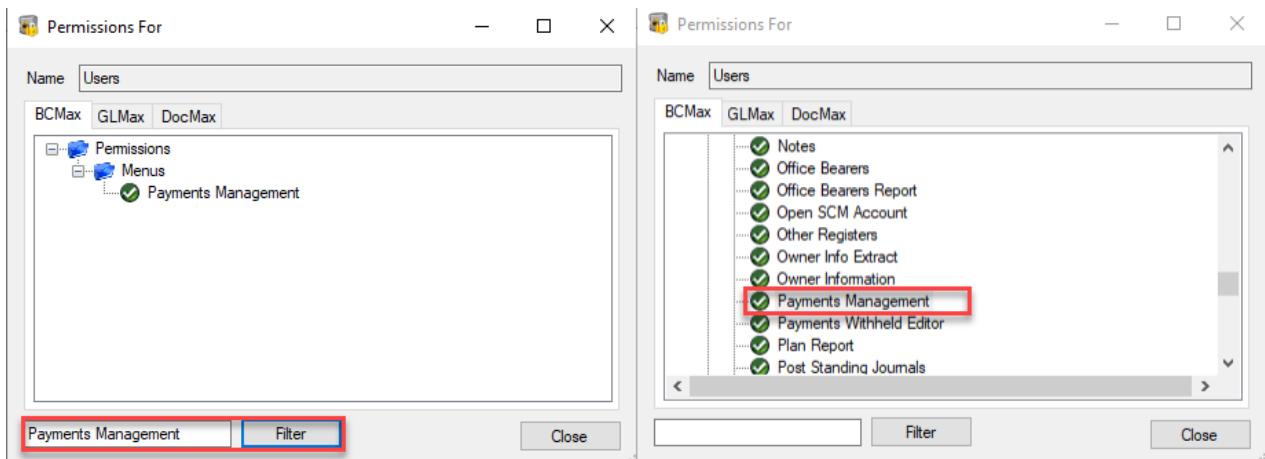 Permissions For
Name Users
BCMax GLMax DocMax
Permissions
Menus
Payments Management
Payments Management Filter Close
Permissions For
Name Users
BCMax GLMax DocMax
Notes
Office Bearers
Office Bearers Report
Open SCM Account
Other Registers
Owner Info Extract
Owner Information
Payments Management
Payments Withheld Editor
Plan Report
Post Standing Journals
Filter Close